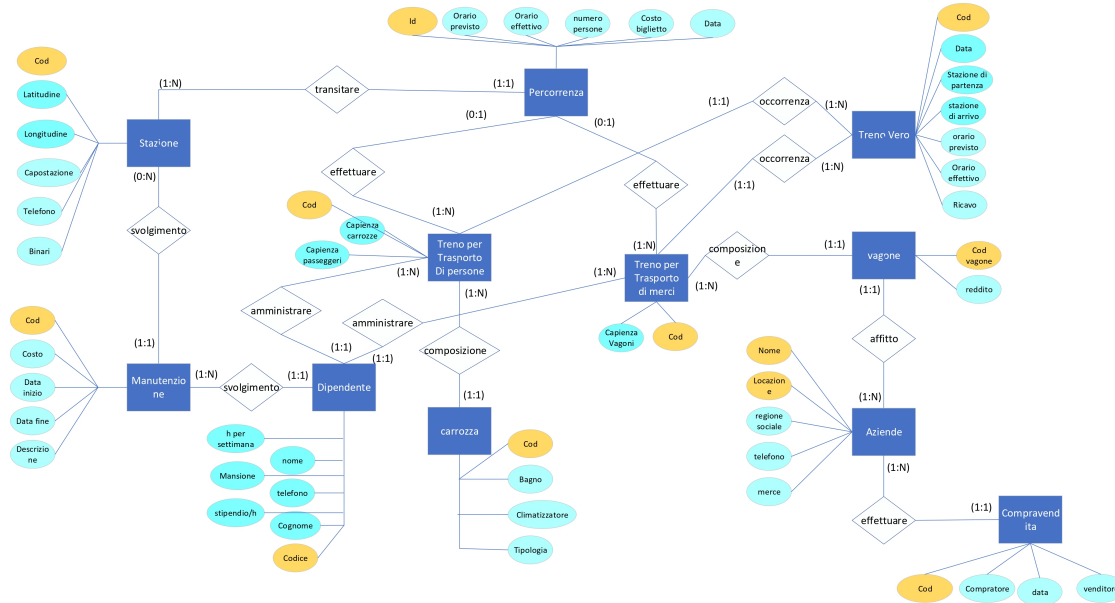 Id
Orario
previsto
Orario
effettivo
numero
persone
Costo
biglietto
Data
Cod
Latitudine
Longitudine
Capostazione
Telefono
Binari
Stazione
(1:N)
(0:N)
transitare
(1:1)
Percorrenza
(0:1)
(0:1)
(1:1)
occorrenza
(1:N)
occorrenza
(1:1)
(1:N)
Treno Vero
Cod
Data
Stazione di
partenza
stazione
di arrivo
orario
previsto
Orario
effettivo
Ricavo
effettuare
(1:N)
effettuare
(1:N)
svolgimento
Cod
Capienza
carrozze
Capienza
passeggeri
Treno per
Trasporto
Di persone
(1:N)
(1:N)
(1:N)
Treno per
Trasporto
di merci
(1:N)
composizion
e
(1:1)
vagone
(1:1)
Cod
vagone
reddito
Capienza
Vagoni
Cod
amministrare
(1:1)
amministrare
(1:1)
composizione
(1:1)
affitto
(1:N)
Cod
Costo
Data
inizio
Data fine
Descrizio
ne
(1:1)
Manutenzio
ne
(1:N)
svolgimento
(1:1)
Dipendente
h per
settimana
nome
Mansione
telefono
stipendio/h
Cognome
Codice
carrozza
Cod
Bagno
Climatizzatore
Tipologia
Nome
Locazion
e
regione
sociale
telefono
merce
Aziende
(1:N)
effettuare
(1:1)
Compravend
ita
Cod
Compratore
data
venditor